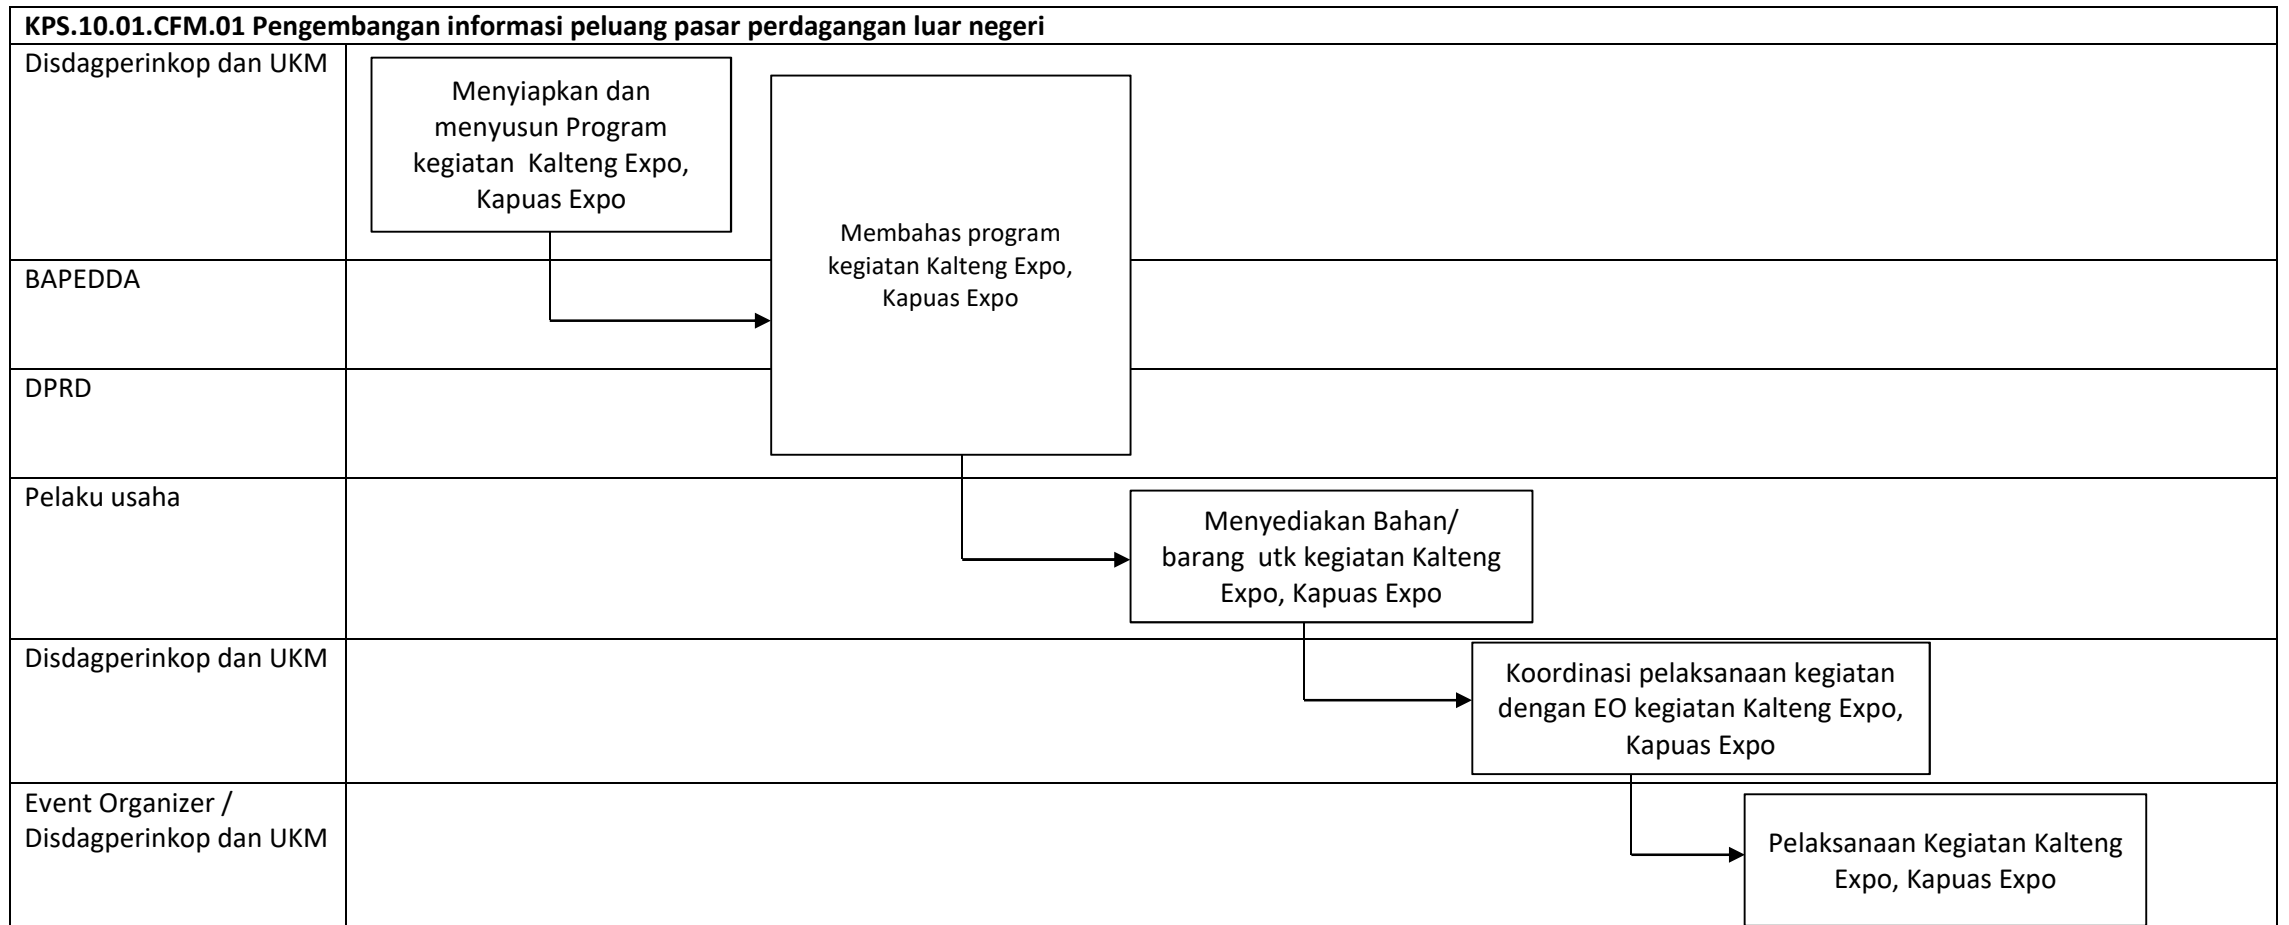 KPS.10.01.CFM.01 Pengembangan informasi peluang pasar perdagangan luar negeri
Disdagperinkop dan UKM
Menyiapkan dan
menyusun Program
kegiatan Kalteng Expo,
Kapuas Expo
Membahas program
kegiatan Kalteng Expo,
Kapuas Expo
BAPEDDA
DPRD
Pelaku usaha
Menyediakan Bahan/
barang utk kegiatan Kalteng
Expo, Kapuas Expo
Disdagperinkop dan UKM
Koordinasi pelaksanaan kegiatan
dengan EO kegiatan Kalteng Expo,
Kapuas Expo
Event Organizer /
Disdagperinkop dan UKM
Pelaksanaan Kegiatan Kalteng
Expo, Kapuas Expo